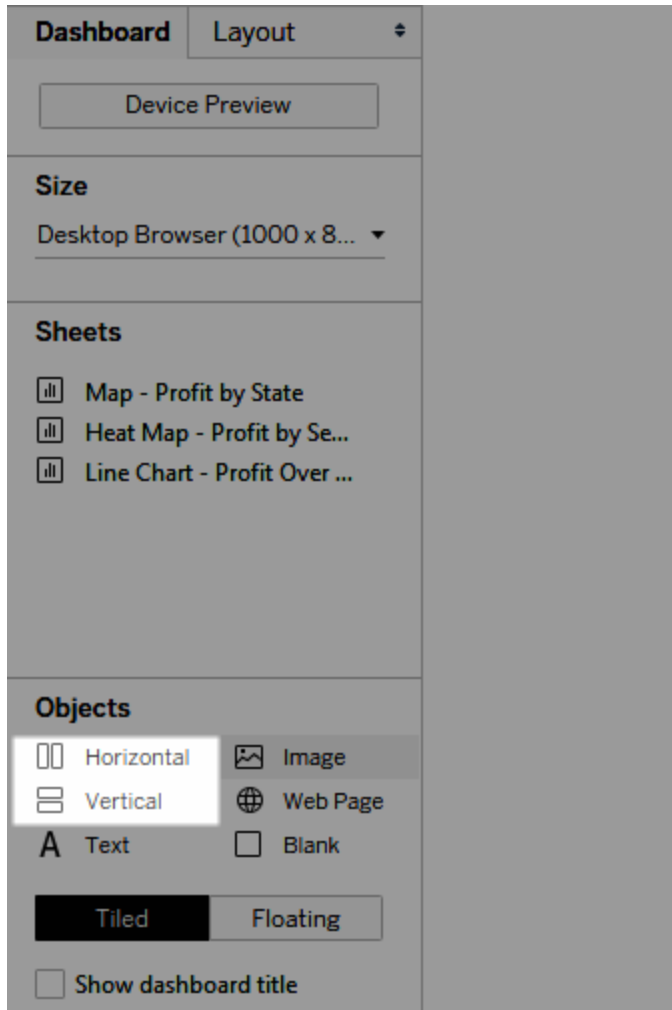 Dashboard Layout
Device Preview
Size
Desktop Browser (1000 x 8...
Sheets
Map - Profit by State
Heat Map - Profit by Se...
Line Chart - Profit Over ...
Objects
Horizontal Image
Vertical Web Page
A Text Blank
Tiled Floating
Show dashboard title